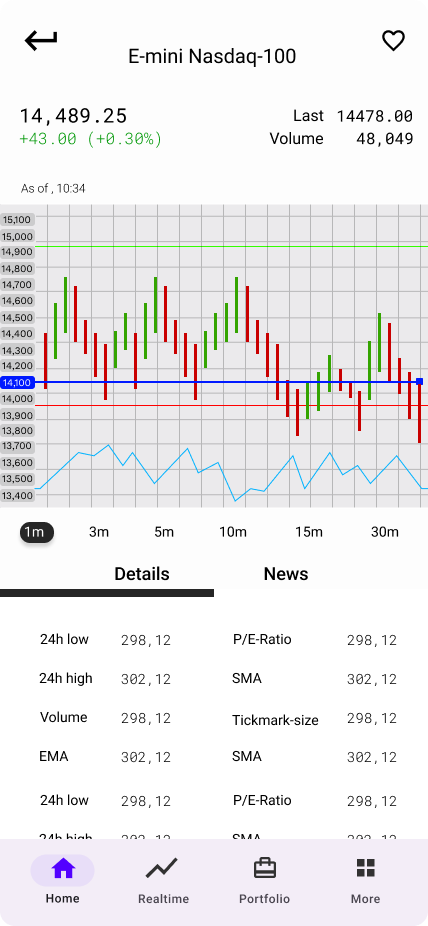 E-mini Nasdaq-100
14,489.25
Last 14478.00
+43.00 (+0.30%)
Volume 48,049
As of , 10:34
15,100
15,000
14,900
14,800
14,700
14,600
14,500
14,400
14,300
14,200
14,100
14,000
13,900
13,800
13,700
13,600
13,500
13,400
1m 3m 5m 10m 15m 30m
Details News
24h low 298,12 P/E-Ratio 298,12
24h high 302,12 SMA 302,12
Volume 298,12 Tickmark-size 298,12
EMA 302,12 SMA 302,12
24h low 298,12 P/E-Ratio 298,12
24h high 302,12 SMA 302,12
Home Realtime Portfolio More